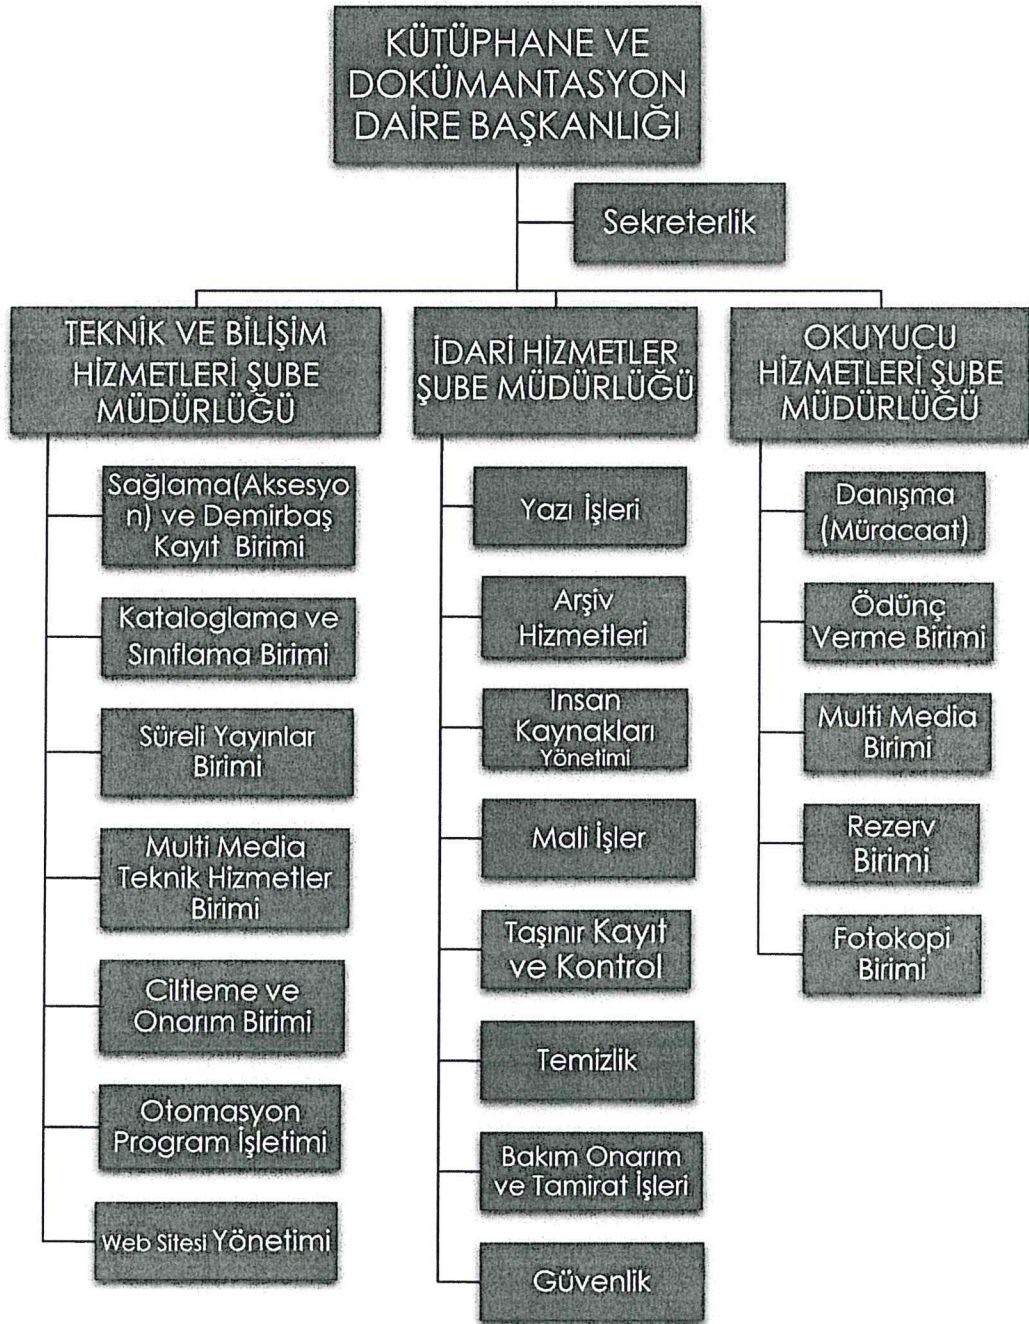 KÜTÜPHANE VE
DOKÜMANTASYON
DAİRE BAŞKANLIĞI
Sekreterlik
TEKNİK VE BİLİŞİM
HİZMETLERİ ŞUBE
MÜDÜRLÜĞÜ
Sağlama(Aksesyo
n) ve Demirbaş
Kayıt Birimi
Kataloglama ve
Sınıflama Birimi
Süreli Yayınlar
Birimi
Multi Media
Teknik Hizmetler
Birimi
Ciltleme ve
Onarım Birimi
Otomasyon
Program İşletimi
Web Sitesi Yönetimi
İDARİ HİZMETLER
ŞUBE MÜDÜRLÜĞÜ
Yazı İşleri
Arşiv
Hizmetleri
Insan
Kaynakları
Yönetimi
Mali İşler
Taşınır Kayıt
ve Kontrol
Temizlik
Bakım Onarım
ve Tamirat İşleri
Güvenlik
OKUYUCU
HİZMETLERİ ŞUBE
MÜDÜRLÜĞÜ
Danışma
(Müracaat)
Ödünç
Verme Birimi
Multi Media
Birimi
Rezerv
Birimi
Fotokopi
Birimi